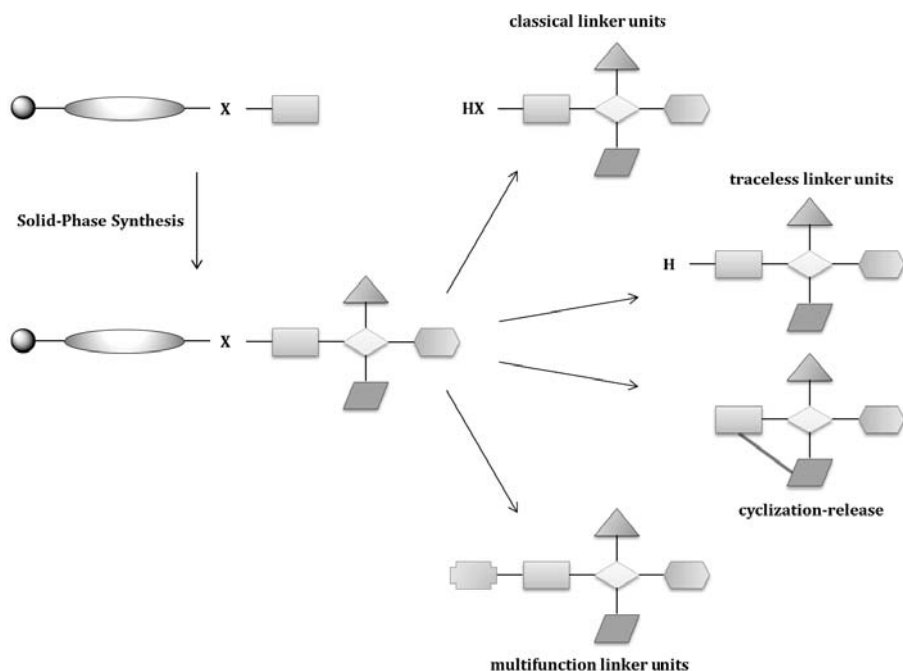 classical linker units
X
HX
traceless linker units
Solid-Phase Synthesis
H
X
cyclization-release
multifunction linker units